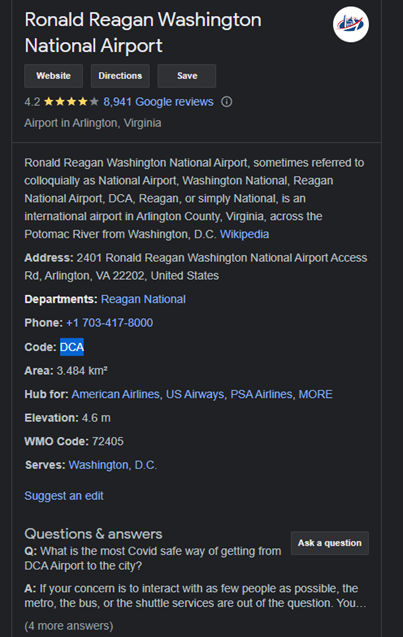 Ronald Reagan Washington
National Airport
Website
Directions
Save
4.2 ★★★★★ 8,941 Google reviews
Airport in Arlington, Virginia
Ronald Reagan Washington National Airport, sometimes referred to
colloquially as National Airport, Washington National, Reagan
National Airport, DCA, Reagan, or simply National, is an
international airport in Arlington County, Virginia, across the
Potomac River from Washington, D.C. Wikipedia
Address: 2401 Ronald Reagan Washington National Airport Access
Rd, Arlington, VA 22202, United States
Departments: Reagan National
Phone: +1 703-417-8000
Code: DCA
Area: 3.484 km²
Hub for: American Airlines, US Airways, PSA Airlines, MORE
Elevation: 4.6 m
WMO Code: 72405
Serves: Washington, D.C.
Suggest an edit
Questions & answers
Ask a question
Q: What is the most Covid safe way of getting from
DCA Airport to the city?
A: If your concern is to interact with as few people as possible, the
metro, the bus, or the shuttle services are out of the question. You…
(4 more answers)